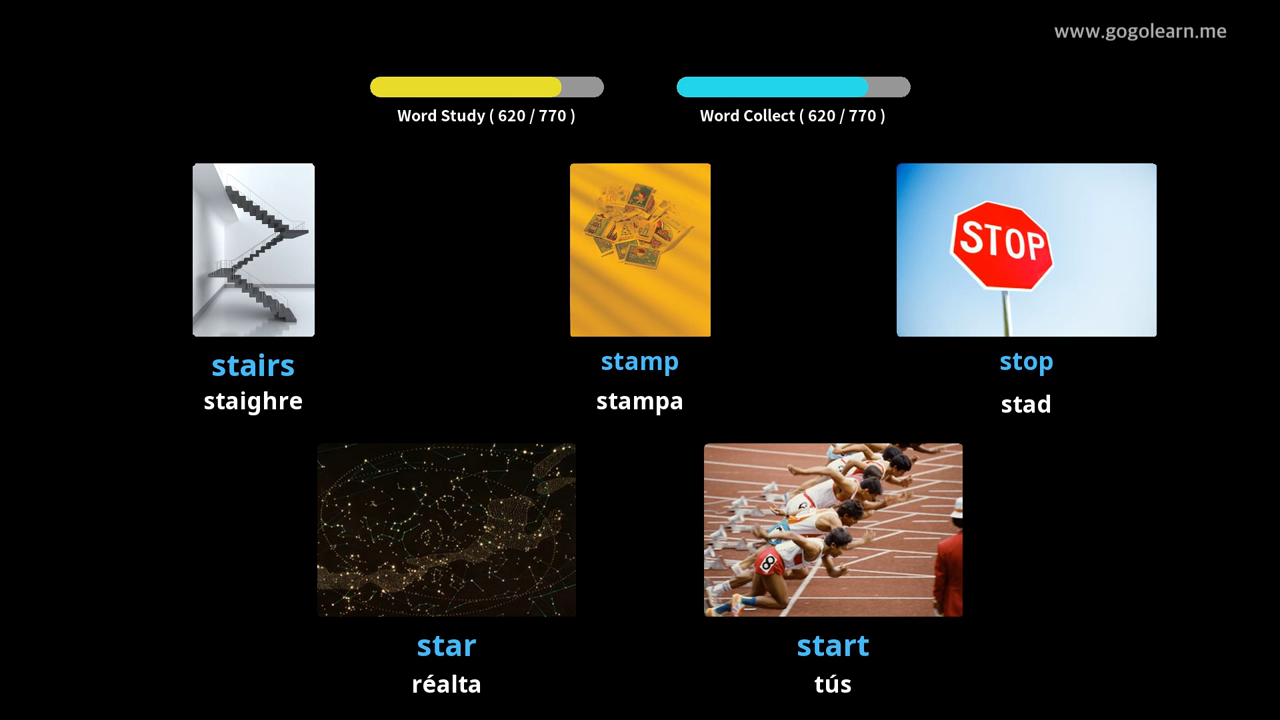 www.gogolearn.me
Word Study ( 620 / 770 )
Word Collect ( 620 / 770 )
STOP
stairs
staighre
stamp
stampa
stop
stad
8
star
réalta
start
tús